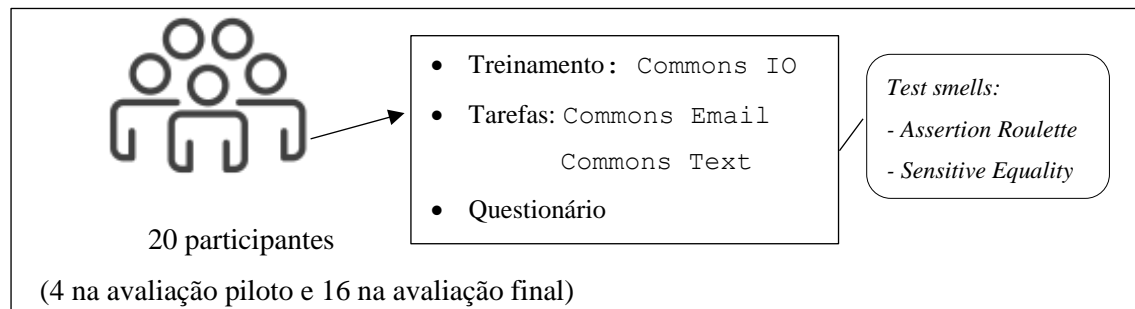 • Treinamento: Commons IO
• Tarefas: Commons Email
Commons Text
• Questionário
Test smells:
- Assertion Roulette
- Sensitive Equality
20 participantes
(4 na avaliação piloto e 16 na avaliação final)